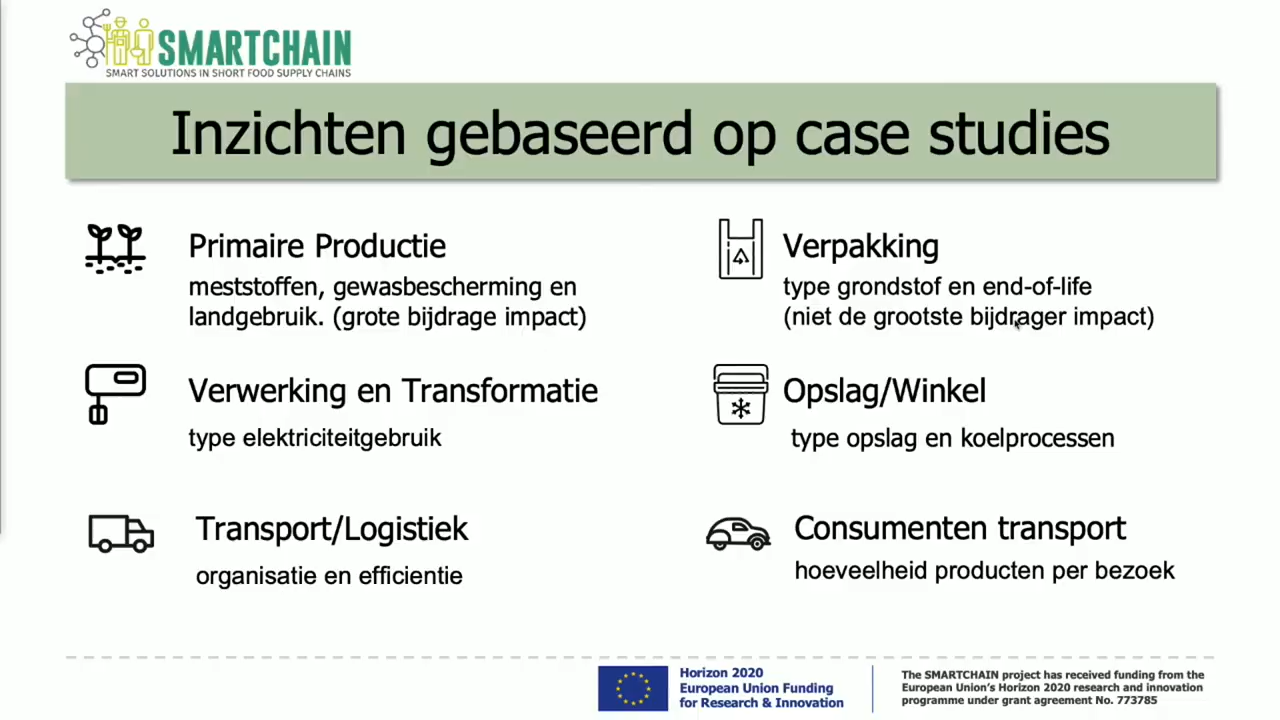 SMARTCHAIN
SMART SOLUTIONS IN SHORT FOOD SUPPLY CHAINS
Inzichten gebaseerd op case studies
Primaire Productie
meststoffen, gewasbescherming en
landgebruik. (grote bijdrage impact)
Verpakking
type grondstof en end-of-life
(niet de grootste bijdrager impact)
Verwerking en Transformatie
type elektriciteitgebruik
Opslag/Winkel
type opslag en koelprocessen
Transport/Logistiek
organisatie en efficientie
Consumenten transport
hoeveelheid producten per bezoek
Horizon 2020
European Union Funding
for Research & Innovation
The SMARTCHAIN project has received funding from the
European Union's Horizon 2020 research and innovation
programme under grant agreement No. 773785